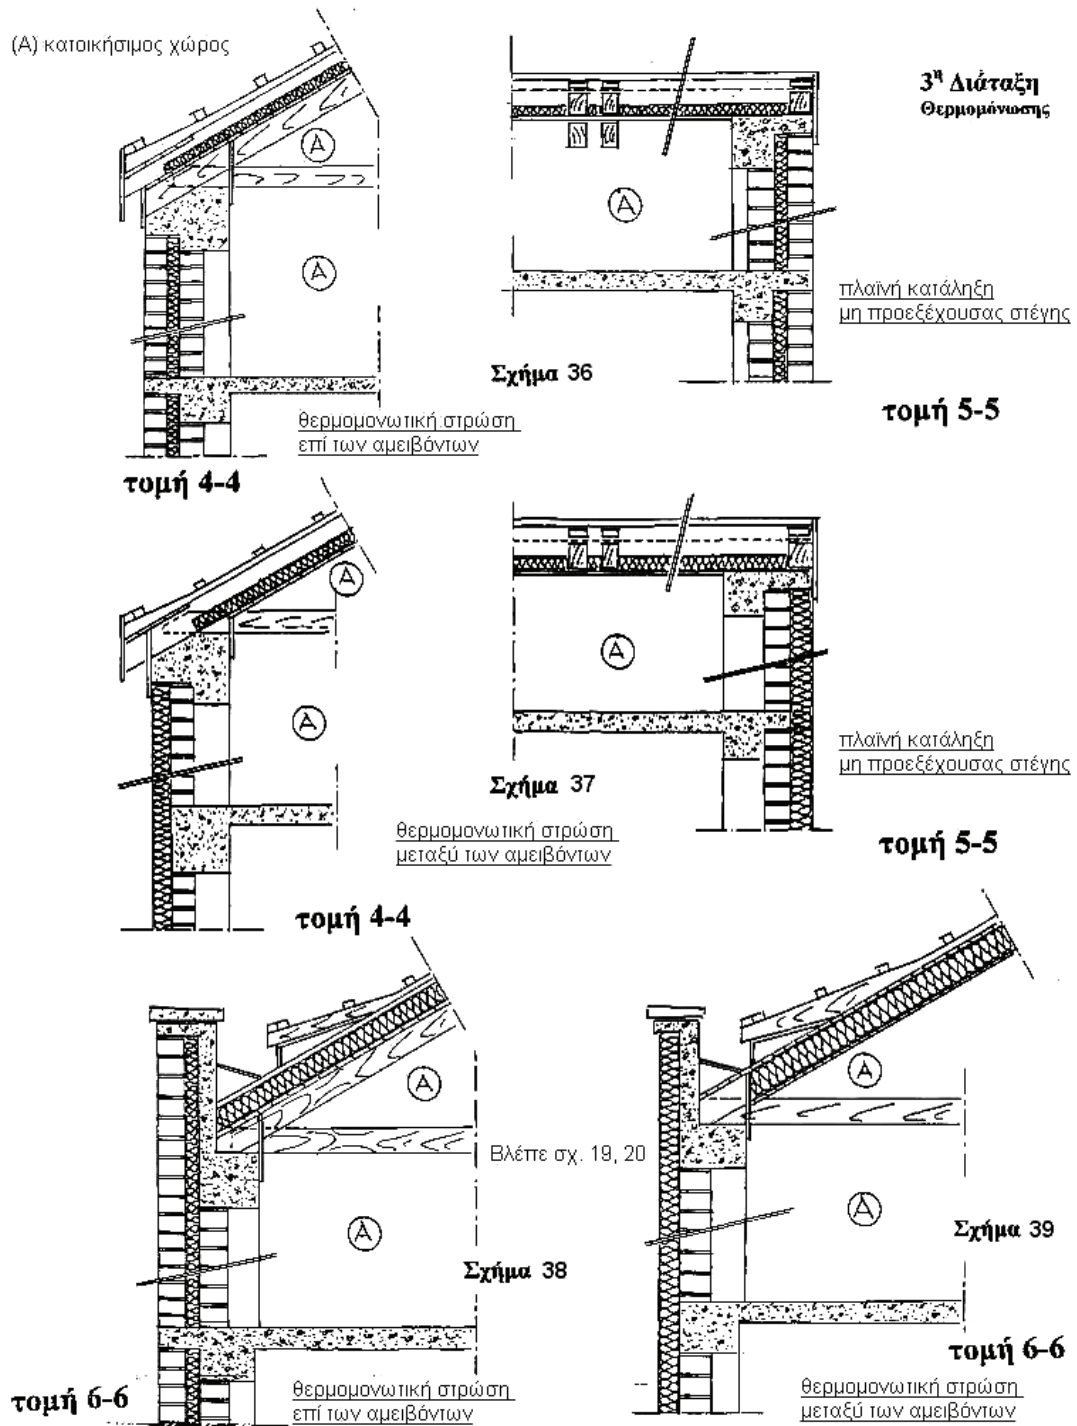 (Α) κατοικήσιμος χώρος
3η Διάταξη
Θερμομόνωσης
Α
Α
Α
πλαϊνή κατάληξη
μη προεξέχουσας στέγης
Σχήμα 36
θερμομονωτική στρώση
επί των αμειβόντων
τομή 5-5
τομή 4-4
Α
Α
Α
πλαϊνή κατάληξη
μη προεξέχουσας στέγης
Σχήμα 37
θερμομονωτική στρώση
μεταξύ των αμειβόντων
τομή 5-5
τομή 4-4
Α
Α
Βλέπε σχ. 19, 20
Α
Α
Σχήμα 39
Σχήμα 38
τομή 6-6
τομή 6-6
θερμομονωτική στρώση
επί των αμειβόντων
θερμομονωτική στρώση
μεταξύ των αμειβόντων